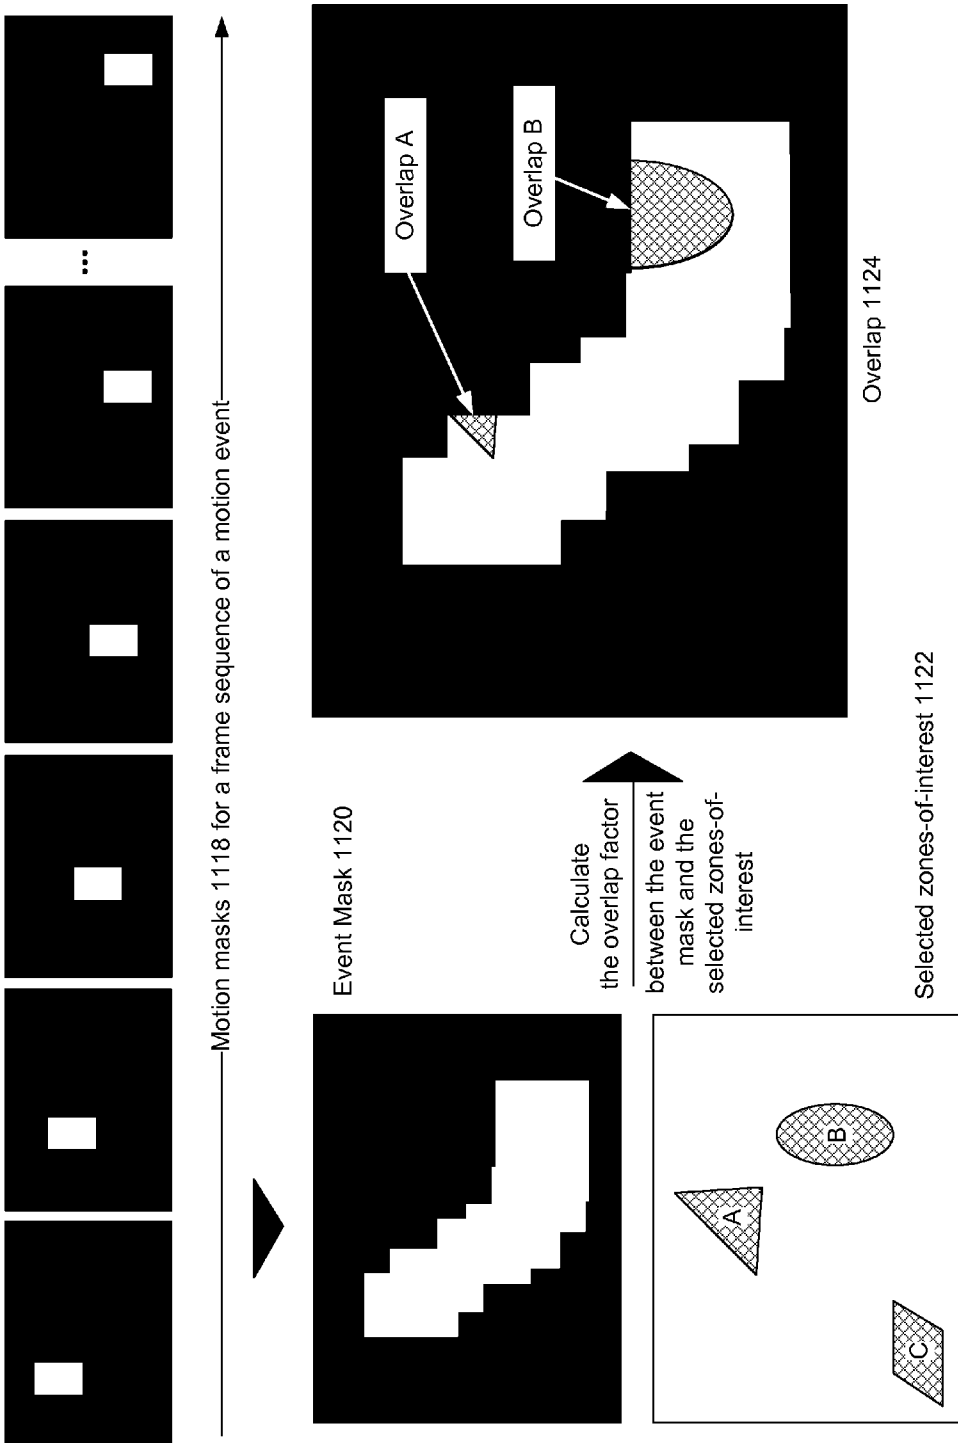 ...
Motion masks 1118 for a frame sequence of a motion event
Event Mask 1120
Calculate
the overlap factor
between the event
mask and the
selected zones-of-
interest
Overlap A
Overlap B
Overlap 1124
A
B
C
Selected zones-of-interest 1122